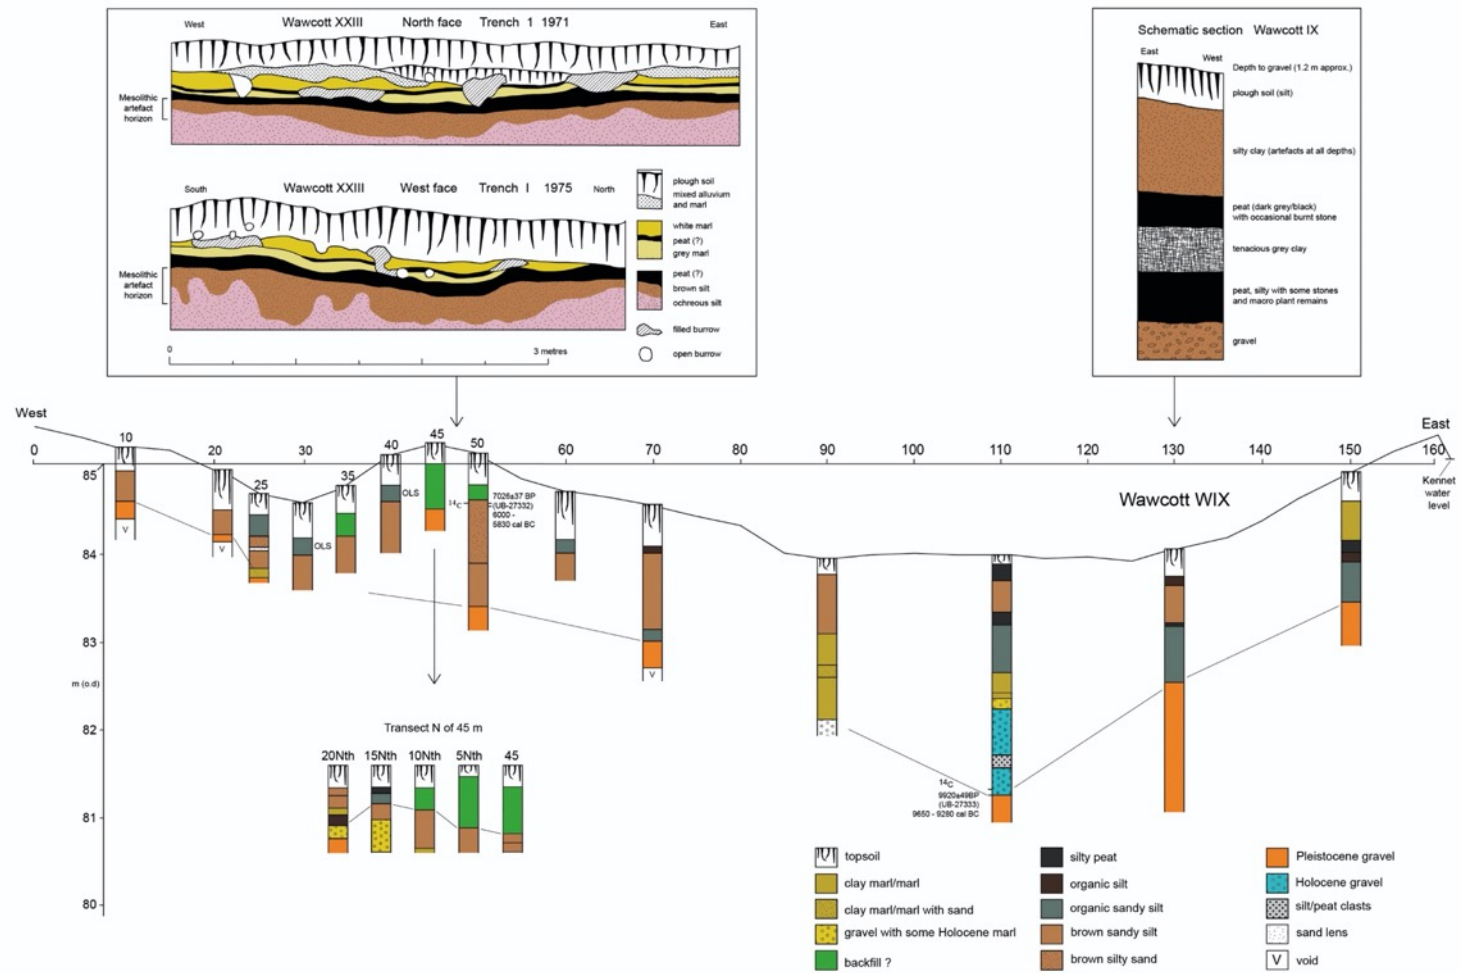 Wawcott XXIII North face Trench 1 1971
West
East
Mesolithic
artefact
horizon
Wawcott XXIII West face Trench I 1975
South
North
Mesolithic
artefact
horizon
0
3 metres
plough soil
mixed alluvium
and marl
white marl
peat (?)
grey marl
peat (?)
brown silt
ochreous silt
filled burrow
open burrow
Schematic section Wawcott IX
East
West
Depth to gravel (1.2 m approx.)
plough soil (silt)
silty clay (artefacts at all depths)
peat (dark grey/black)
with occasional burnt stone
tenacious grey clay
peat, silty with some stones
and macro plant remains
gravel
West
East
0 10 20 25 30 35 40 45 50 60 70 80 90 100 110 120 130 140 150 160
Kennet
water
level
85
84
83
m (o.d)
82
81
80
V
V
OLS
OLS
14C
7026±37 BP
(UB-27332)
6000 -
5830 cal BC
V
Wawcott WIX
14C
9920±49BP
(UB-27333)
9650 - 9280 cal BC
Transect N of 45 m
20Nth 15Nth 10Nth 5Nth 45
topsoil
clay marl/marl
clay marl/marl with sand
gravel with some Holocene marl
backfill ?
silty peat
organic silt
organic sandy silt
brown sandy silt
brown silty sand
Pleistocene gravel
Holocene gravel
silt/peat clasts
sand lens
V void